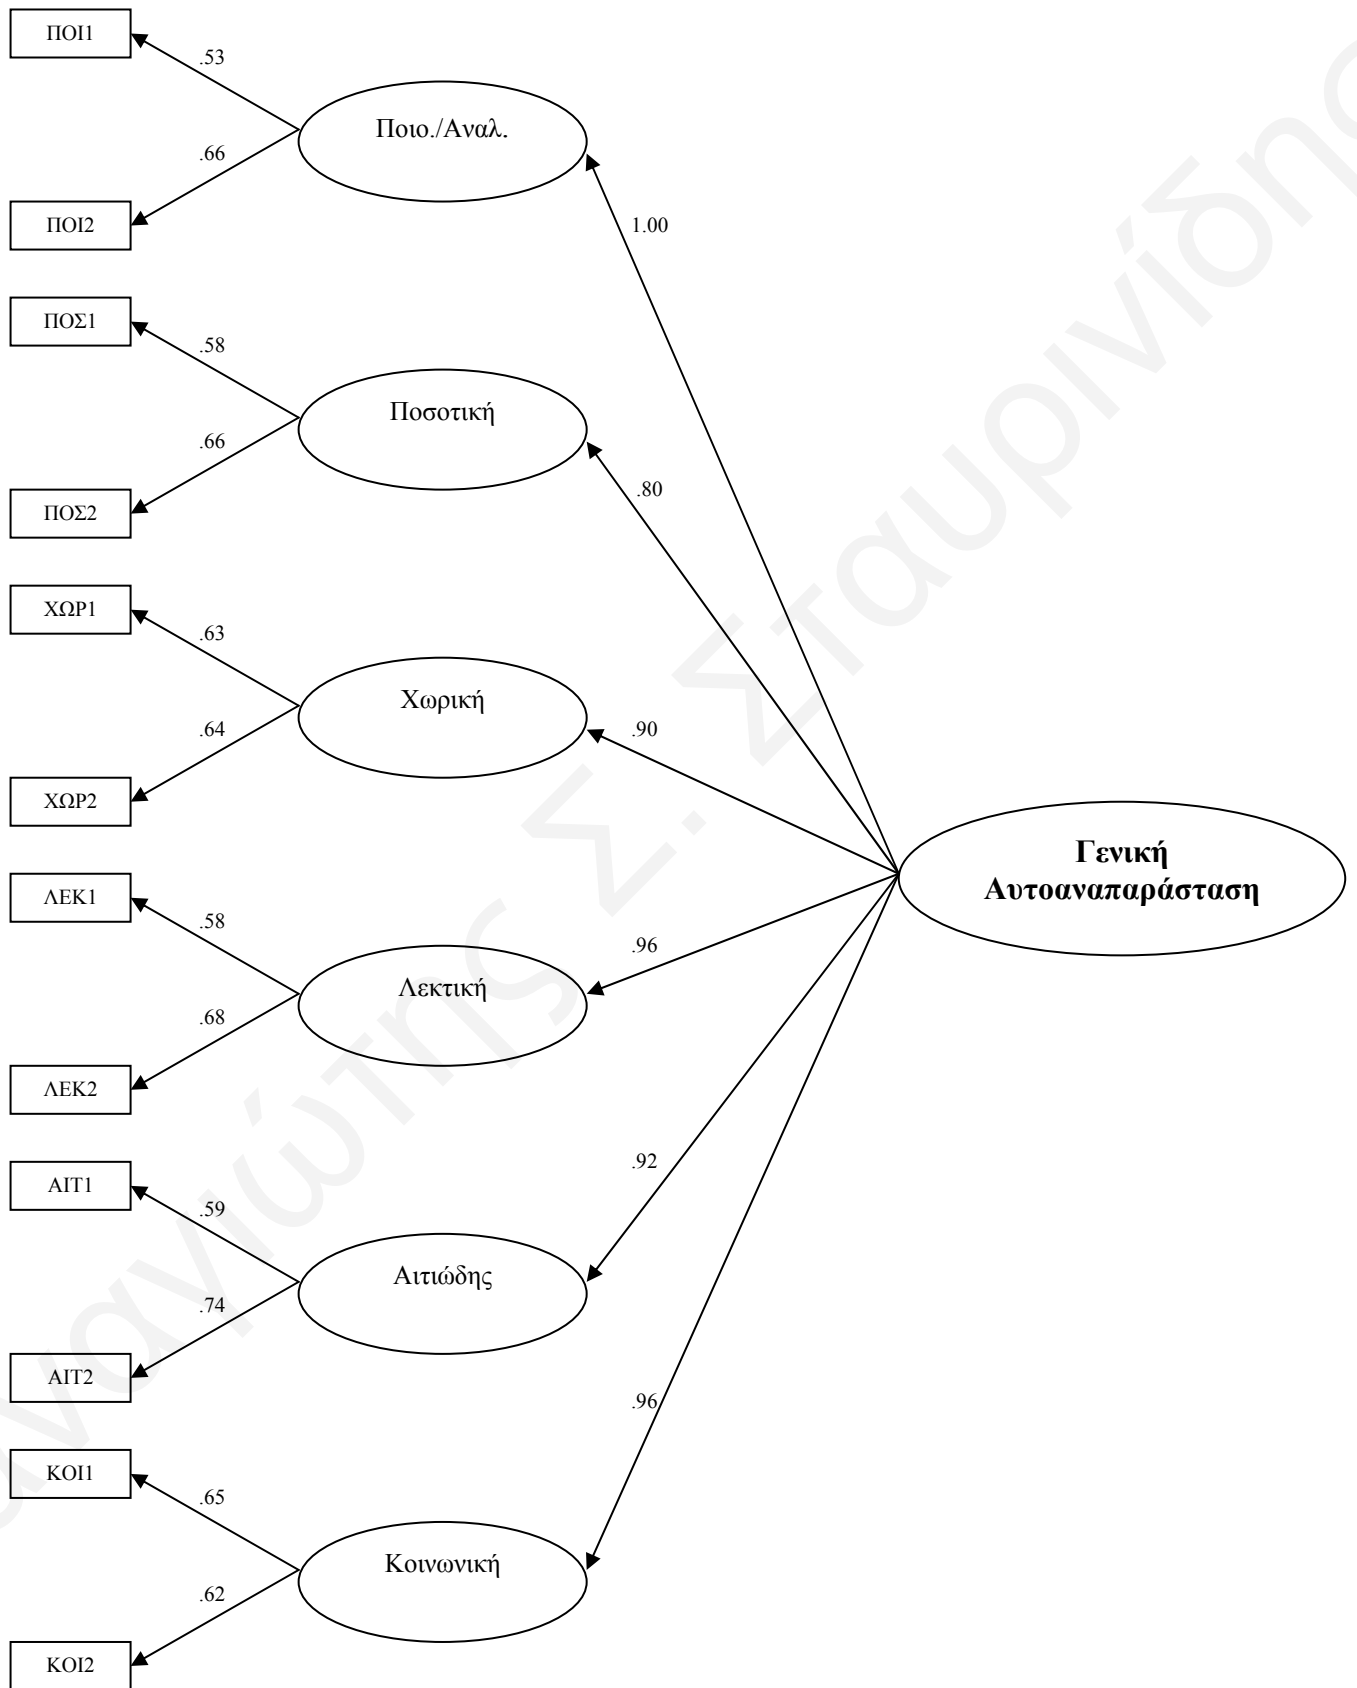 ΠΟΙ1
.53
Ποιο./Αναλ.
.66
ΠΟΙ2
1.00
ΠΟΣ1
.58
Ποσοτική
.66
.80
ΠΟΣ2
ΧΩΡ1
.63
Χωρική
.64
.90
ΧΩΡ2
Γενική
Αυτοαναπαράσταση
ΛΕΚ1
.58
.96
Λεκτική
.68
ΛΕΚ2
ΑΙΤ1
.92
.59
Αιτιώδης
.74
ΑΙΤ2
.96
ΚΟΙ1
.65
Κοινωνική
.62
ΚΟΙ2
Σ. Σταυρινίδης